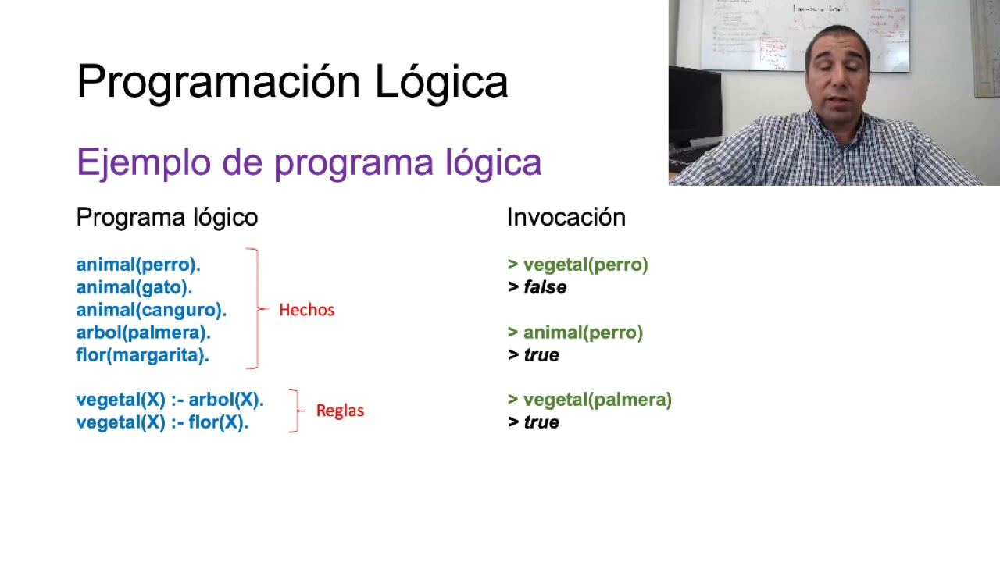 Programación Lógica
Ejemplo de programa lógica
Programa lógico
animal(perro).
animal(gato).
animal(canguro).
arbol(palmera).
flor(margarita).
Hechos
vegetal(X) :- arbol(X).
vegetal(X) :- flor(X).
Reglas
Invocación
> vegetal(perro)
> false
> animal(perro)
> true
> vegetal(palmera)
> true